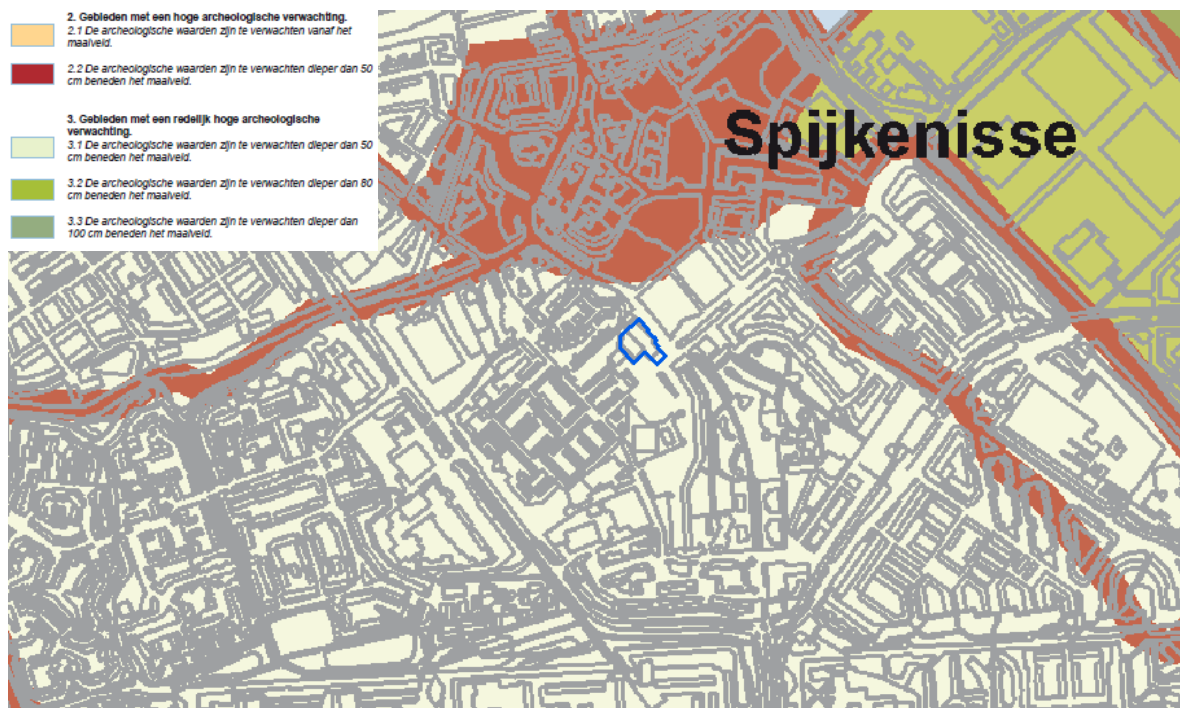 2. Gebieden met een hoge archeologische verwachting.
2.1 De archeologische waarden zijn te verwachten vanaf het
maaiveld.
2.2 De archeologische waarden zijn te verwachten dieper dan 50
cm beneden het maaiveld.
3. Gebieden met een redelijk hoge archeologische
verwachting.
3.1 De archeologische waarden zijn te verwachten dieper dan 50
cm beneden het maaiveld.
3.2 De archeologische waarden zijn te verwachten dieper dan 80
cm beneden het maaiveld.
3.3 De archeologische waarden zijn te verwachten dieper dan
100 cm beneden het maaiveld.
Spijkenisse